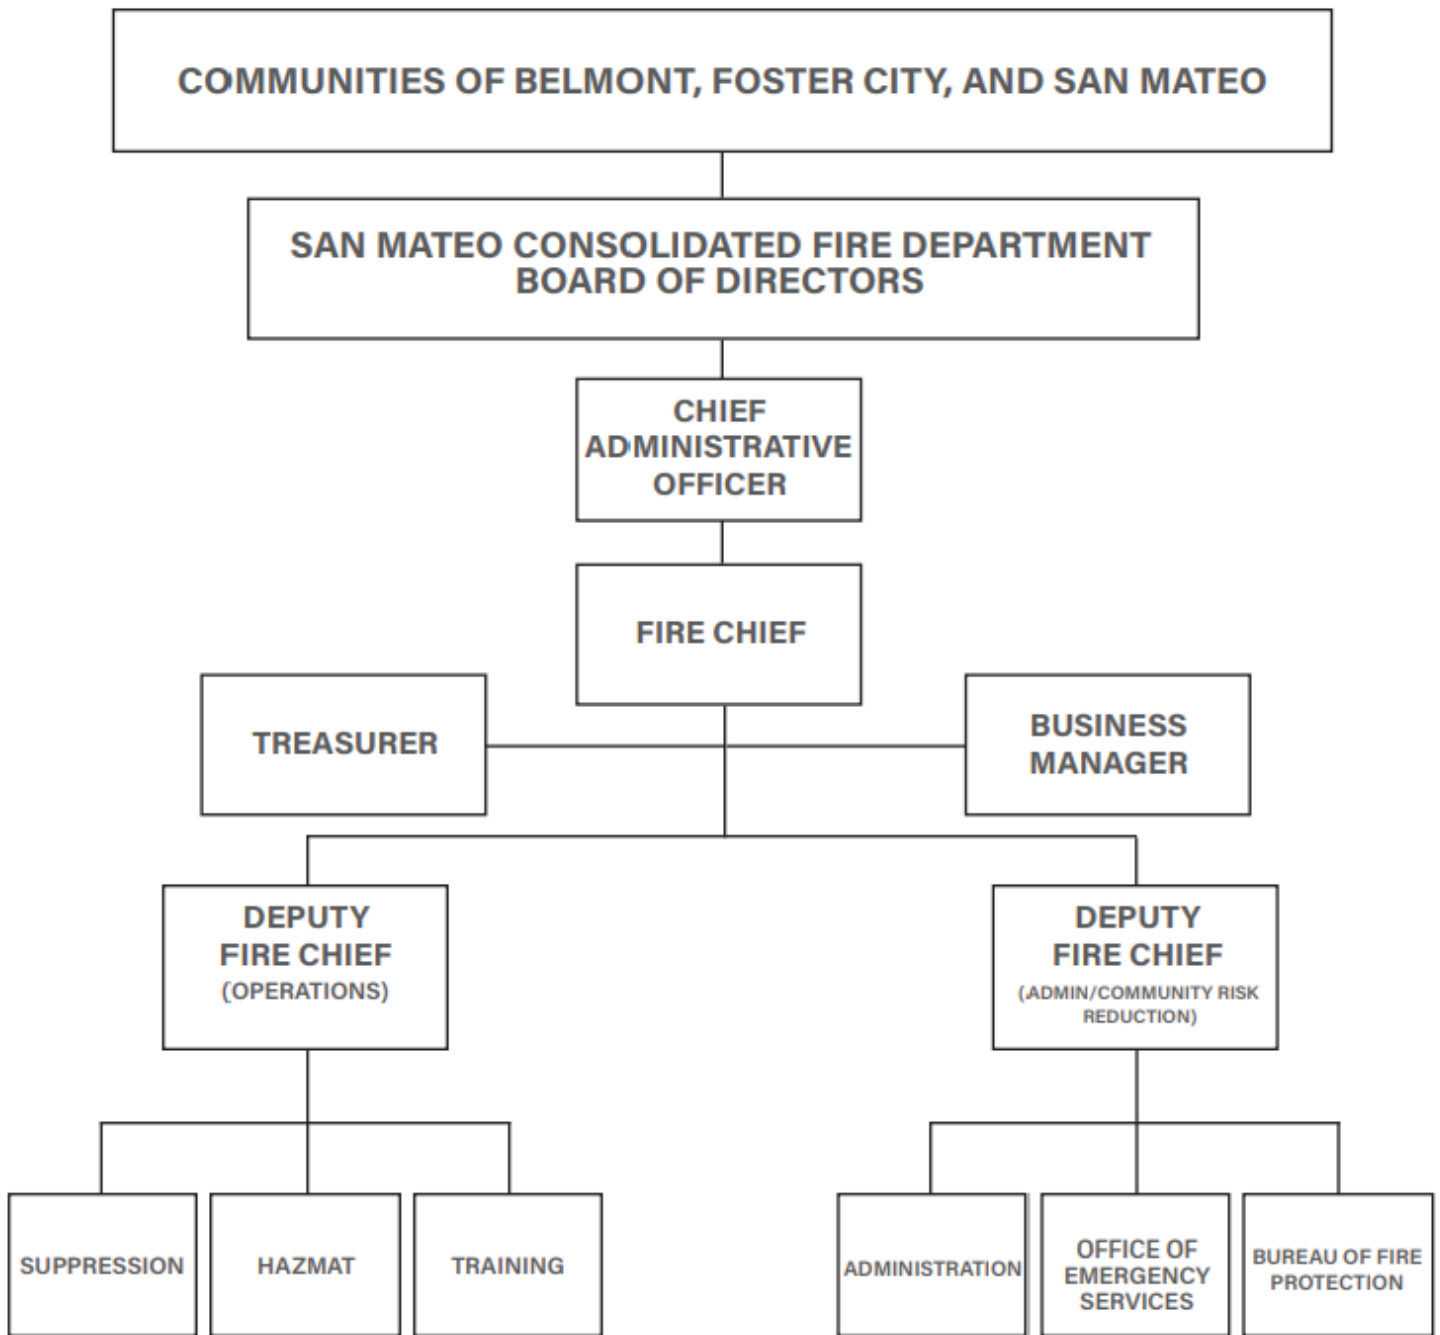 COMMUNITIES OF BELMONT, FOSTER CITY, AND SAN MATEO
SAN MATEO CONSOLIDATED FIRE DEPARTMENT
BOARD OF DIRECTORS
CHIEF
ADMINISTRATIVE
OFFICER
FIRE CHIEF
TREASURER
BUSINESS
MANAGER
DEPUTY
FIRE CHIEF
(OPERATIONS)
DEPUTY
FIRE CHIEF
(ADMIN/COMMUNITY RISK
REDUCTION)
SUPPRESSION
HAZMAT
TRAINING
ADMINISTRATION
OFFICE OF
EMERGENCY
SERVICES
BUREAU OF FIRE
PROTECTION